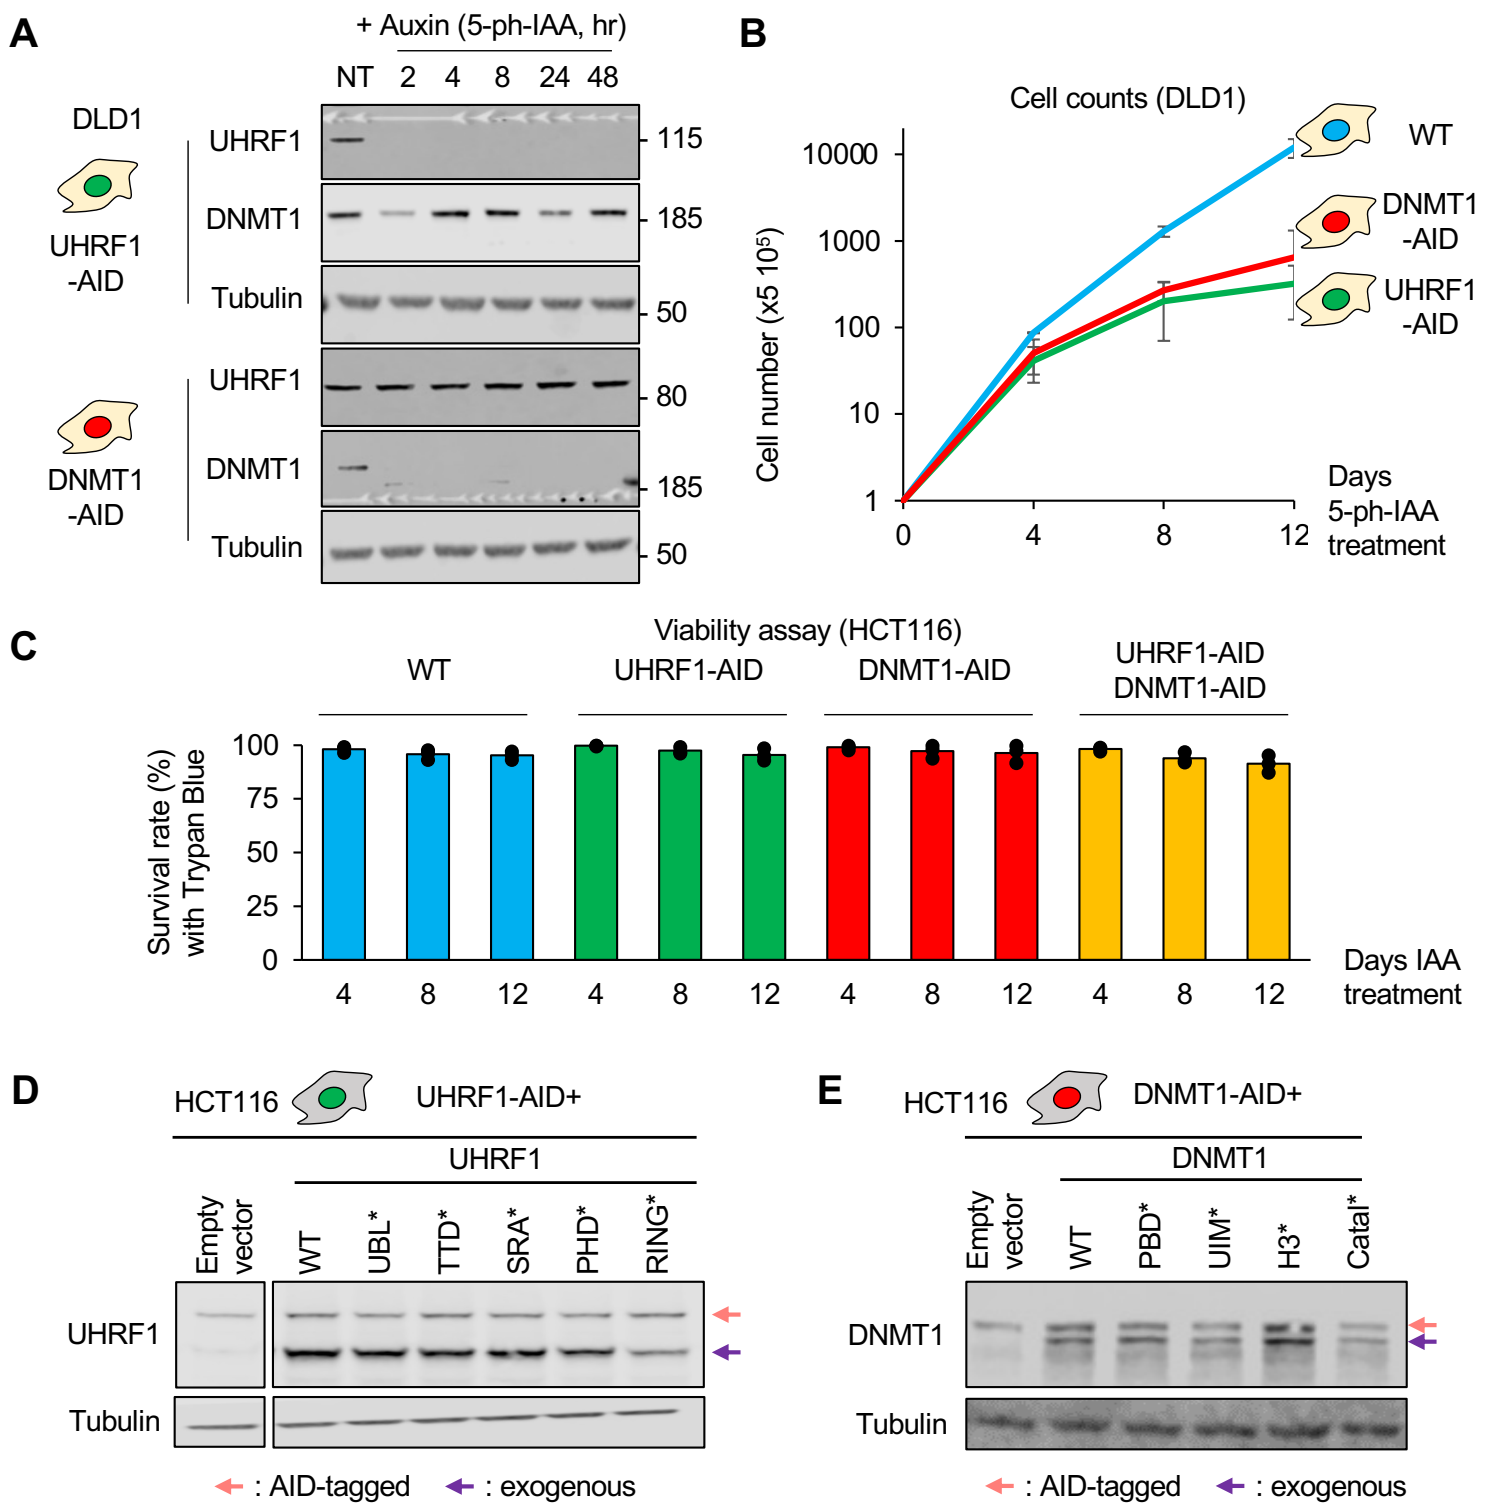 A
+ Auxin (5-ph-IAA, hr)
NT 2 4 8 24 48
DLD1
UHRF1
-AID
UHRF1
115
DNMT1
185
Tubulin
50
DNMT1
-AID
UHRF1
80
DNMT1
185
Tubulin
50
B
Cell counts (DLD1)
Cell number (x5 10⁵)
10000
1000
100
10
1
0 4 8 12
WT
DNMT1
-AID
UHRF1
-AID
Days
5-ph-IAA
treatment
C
Viability assay (HCT116)
WT
UHRF1-AID
DNMT1-AID
UHRF1-AID
DNMT1-AID
Survival rate (%)
with Trypan Blue
100
75
50
25
0
4 8 12 4 8 12 4 8 12 4 8 12
Days IAA
treatment
D
HCT116
UHRF1-AID+
UHRF1
Empty
vector
WT
UBL*
TTD*
SRA*
PHD*
RING*
UHRF1
Tubulin
: AID-tagged
: exogenous
E
HCT116
DNMT1-AID+
DNMT1
Empty
vector
WT
PBD*
UIM*
H3*
Catal*
DNMT1
Tubulin
: AID-tagged
: exogenous